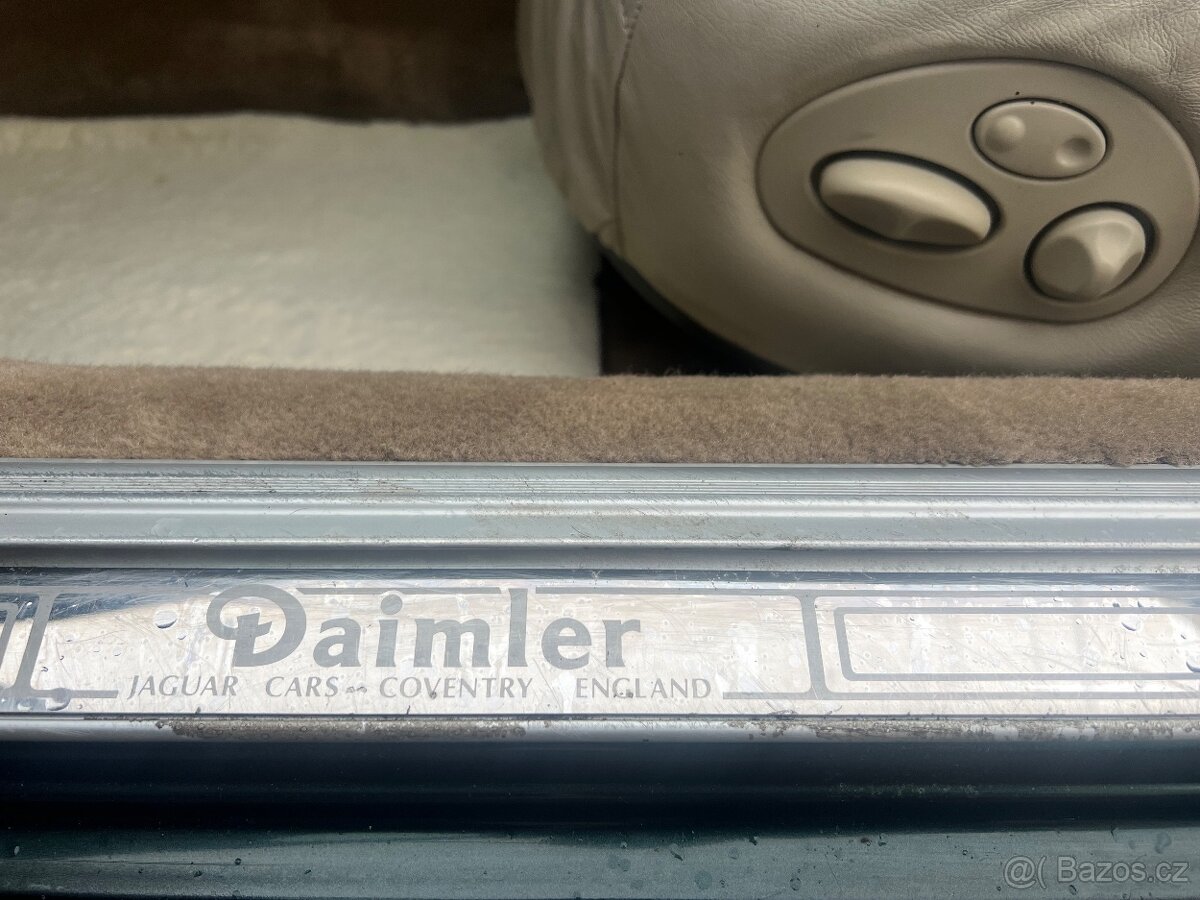 Daimler
JAGUAR CARS COVENTRY ENGLAND
@( Bazos.cz